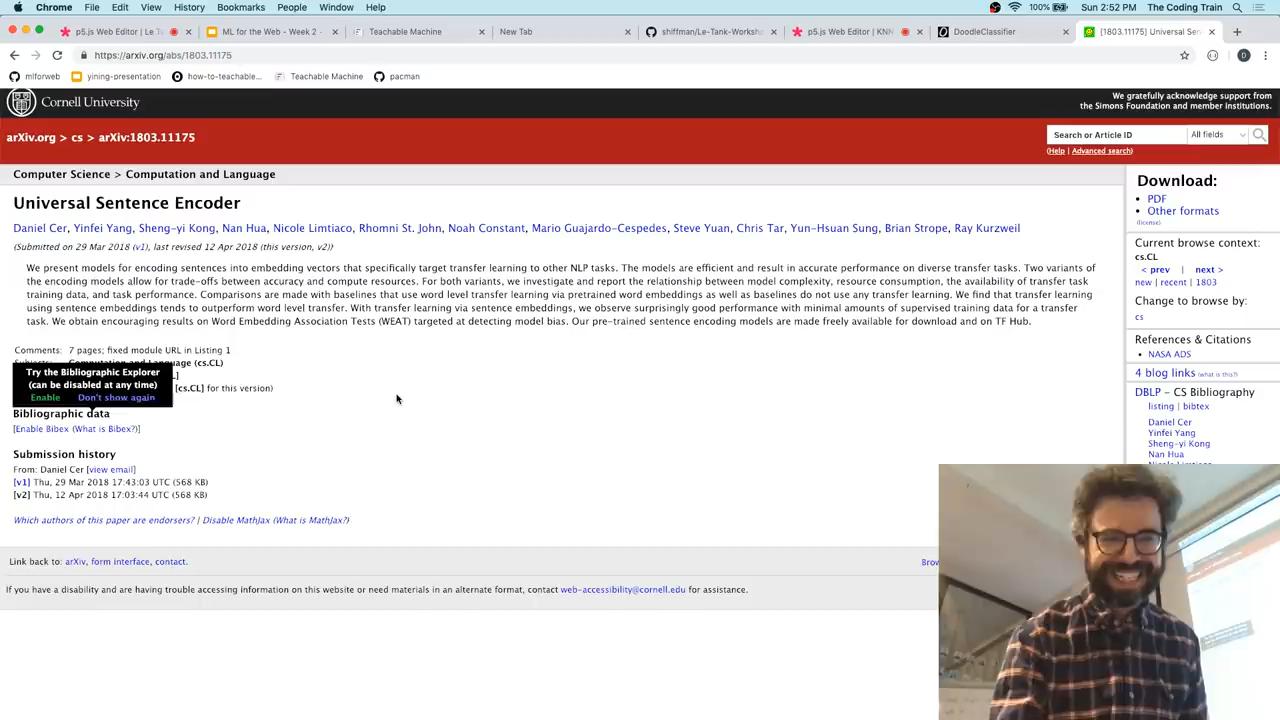 Chrome File Edit View History Bookmarks People Window Help 100% Sun 2:52 PM The Coding Train
p5.js Web Editor | Le T
ML for the Web - Week 2 -
Teachable Machine
New Tab
shiffman/Le-Tank-Worksho
p5.js Web Editor | KNN
DoodleClassifier
[1803.11175] Universal Sen
https://arxiv.org/abs/1803.11175
mlforweb yining-presentation how-to-teachable... Teachable Machine pacman
Cornell University
We gratefully acknowledge support from
the Simons Foundation and member institutions.
arXiv.org > cs > arXiv:1803.11175
Search or Article ID
All fields
(Help | Advanced search)
Computer Science > Computation and Language
Universal Sentence Encoder
Daniel Cer, Yinfei Yang, Sheng-yi Kong, Nan Hua, Nicole Limtiaco, Rhomni St. John, Noah Constant, Mario Guajardo-Cespedes, Steve Yuan, Chris Tar, Yun-Hsuan Sung, Brian Strope, Ray Kurzweil
(Submitted on 29 Mar 2018 (v1), last revised 12 Apr 2018 (this version, v2))
We present models for encoding sentences into embedding vectors that specifically target transfer learning to other NLP tasks. The models are efficient and result in accurate performance on diverse transfer tasks. Two variants of
the encoding models allow for trade-offs between accuracy and compute resources. For both variants, we investigate and report the relationship between model complexity, resource consumption, the availability of transfer task
training data, and task performance. Comparisons are made with baselines that use word level transfer learning via pretrained word embeddings as well as baselines do not use any transfer learning. We find that transfer learning
using sentence embeddings tends to outperform word level transfer. With transfer learning via sentence embeddings, we observe surprisingly good performance with minimal amounts of supervised training data for a transfer
task. We obtain encouraging results on Word Embedding Association Tests (WEAT) targeted at detecting model bias. Our pre-trained sentence encoding models are made freely available for download and on TF Hub.
Comments: 7 pages; fixed module URL in Listing 1
Subjects: Computation and Language (cs.CL)
[cs.CL] for this version)
Try the Bibliographic Explorer
(can be disabled at any time)
Enable Don't show again
Bibliographic data
[Enable Bibex (What is Bibex?)]
Submission history
From: Daniel Cer [view email]
[v1] Thu, 29 Mar 2018 17:43:03 UTC (568 KB)
[v2] Thu, 12 Apr 2018 17:03:44 UTC (568 KB)
Which authors of this paper are endorsers? | Disable MathJax (What is MathJax?)
Link back to: arXiv, form interface, contact.
Brow
If you have a disability and are having trouble accessing information on this website or need materials in an alternate format, contact web-accessibility@cornell.edu for assistance.
Download:
PDF
Other formats
(license)
Current browse context:
cs.CL
< prev | next >
new | recent | 1803
Change to browse by:
cs
References & Citations
NASA ADS
4 blog links (what is this?)
DBLP - CS Bibliography
listing | bibtex
Daniel Cer
Yinfei Yang
Sheng-yi Kong
Nan Hua